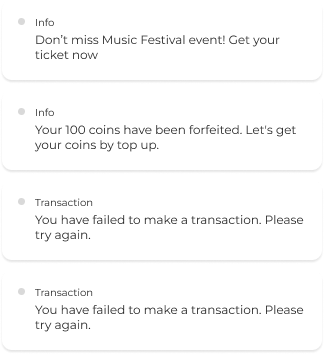 Info
Don’t miss Music Festival event! Get your
ticket now
Info
Your 100 coins have been forfeited. Let's get
your coins by top up.
Transaction
You have failed to make a transaction. Please
try again.
Transaction
You have failed to make a transaction. Please
try again.